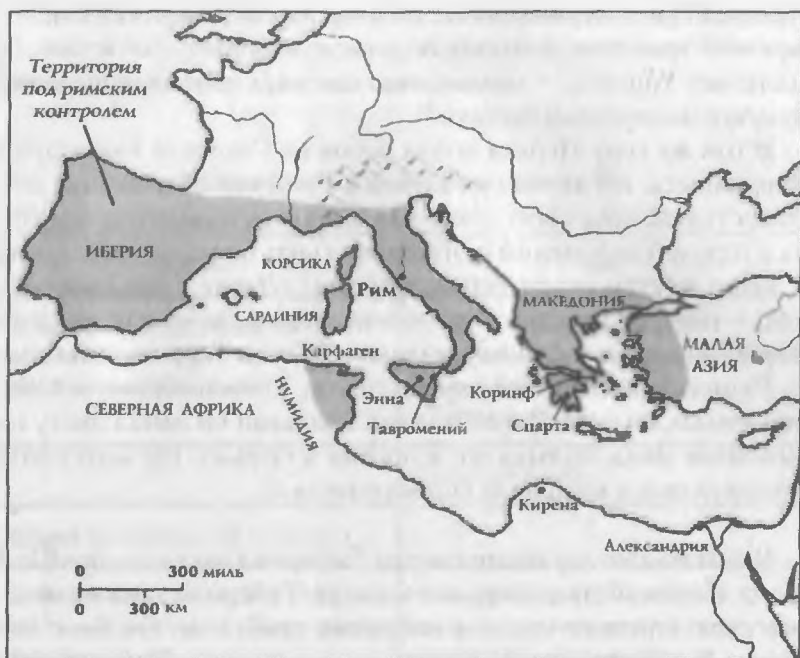 Территория
под римским
контролем
ИБЕРИЯ
КОРСИКА
РИМ
САРДИНИЯ
МАКЕДОНИЯ
МАЛАЯ
АЗИЯ
Карфаген
НУМИДИЯ
СЕВЕРНАЯ АФРИКА
Энна
Тавромений
Коринф
Спарта
Кирена
Александрия
0 300 миль
0 300 км